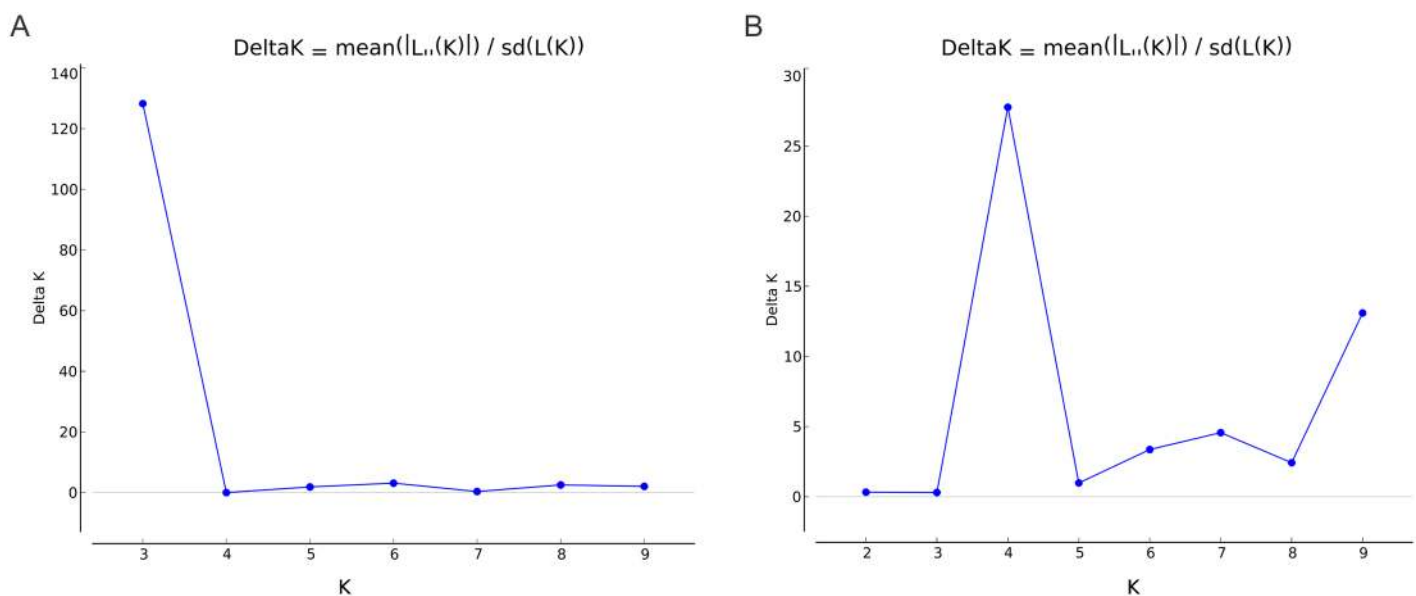 A
DeltaK = mean(|L,,(K)|) / sd(L(K))
140
120
100
80
60
40
20
0
Delta K
3 4 5 6 7 8 9
K
B
DeltaK = mean(|L,,(K)|) / sd(L(K))
30
25
20
15
10
5
0
Delta K
2 3 4 5 6 7 8 9
K